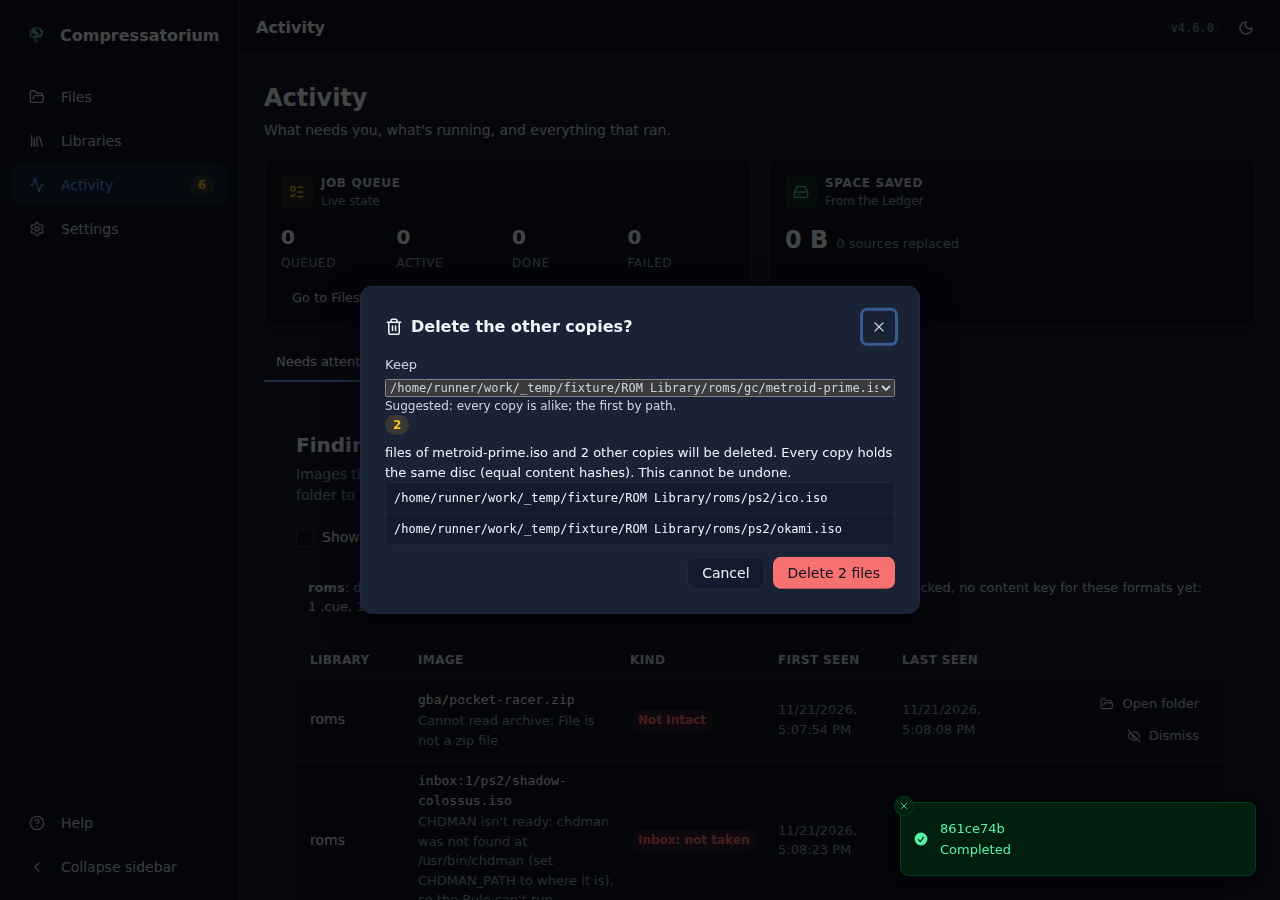 Compressatorium
Activity
v4.6.0
Files
Libraries
Activity
6
Settings
Activity
What needs you, what's running, and everything that ran.
JOB QUEUE
Live state
0
0
0
0
QUEUED
ACTIVE
DONE
FAILED
Go to Files
SPACE SAVED
From the Ledger
0 B 0 sources replaced
Needs attent
Findin
Images t
folder to
Show
roms: d
cked, no content key for these formats yet:
1 .cue,
Delete the other copies?
Keep
/home/runner/work/_temp/fixture/ROM Library/roms/gc/metroid-prime.is
Suggested: every copy is alike; the first by path.
2
files of metroid-prime.iso and 2 other copies will be deleted. Every copy holds
the same disc (equal content hashes). This cannot be undone.
/home/runner/work/_temp/fixture/ROM Library/roms/ps2/ico.iso
/home/runner/work/_temp/fixture/ROM Library/roms/ps2/okami.iso
Cancel
Delete 2 files
LIBRARY
IMAGE
KIND
FIRST SEEN
LAST SEEN
roms
gba/pocket-racer.zip
Cannot read archive: File is
not a zip file
Not Intact
11/21/2026,
5:07:54 PM
11/21/2026,
5:08:08 PM
Open folder
Dismiss
roms
inbox:1/ps2/shadow-
colossus.iso
CHDMAN isn't ready: chdman
was not found at
/usr/bin/chdman (set
CHDMAN_PATH to where it is),
so the Rule can't run
Inbox: not taken
11/21/2026,
5:08:23 PM
861ce74b
Completed
Help
Collapse sidebar